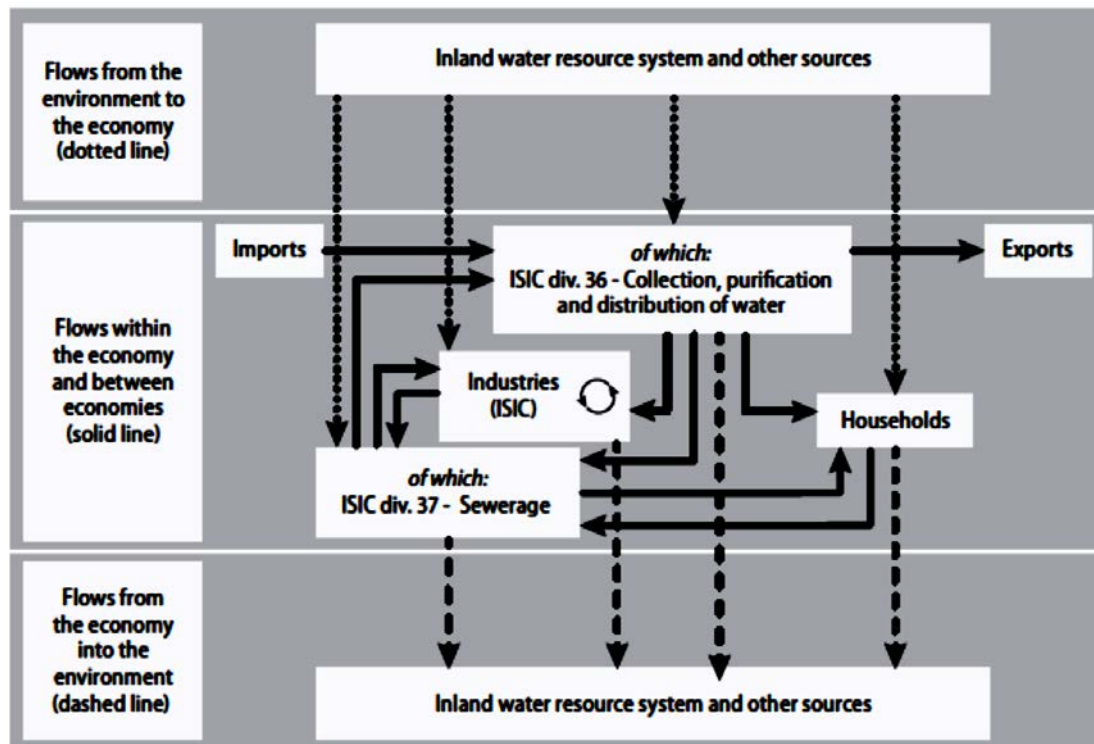 Flows from the
environment to
the economy
(dotted line)
Inland water resource system and other sources
Imports
of which:
ISIC div. 36 - Collection, purification
and distribution of water
Exports
Flows within
the economy
and between
economies
(solid line)
Industries
(ISIC)
Households
of which:
ISIC div. 37 - Sewerage
Flows from
the economy
into the
environment
(dashed line)
Inland water resource system and other sources